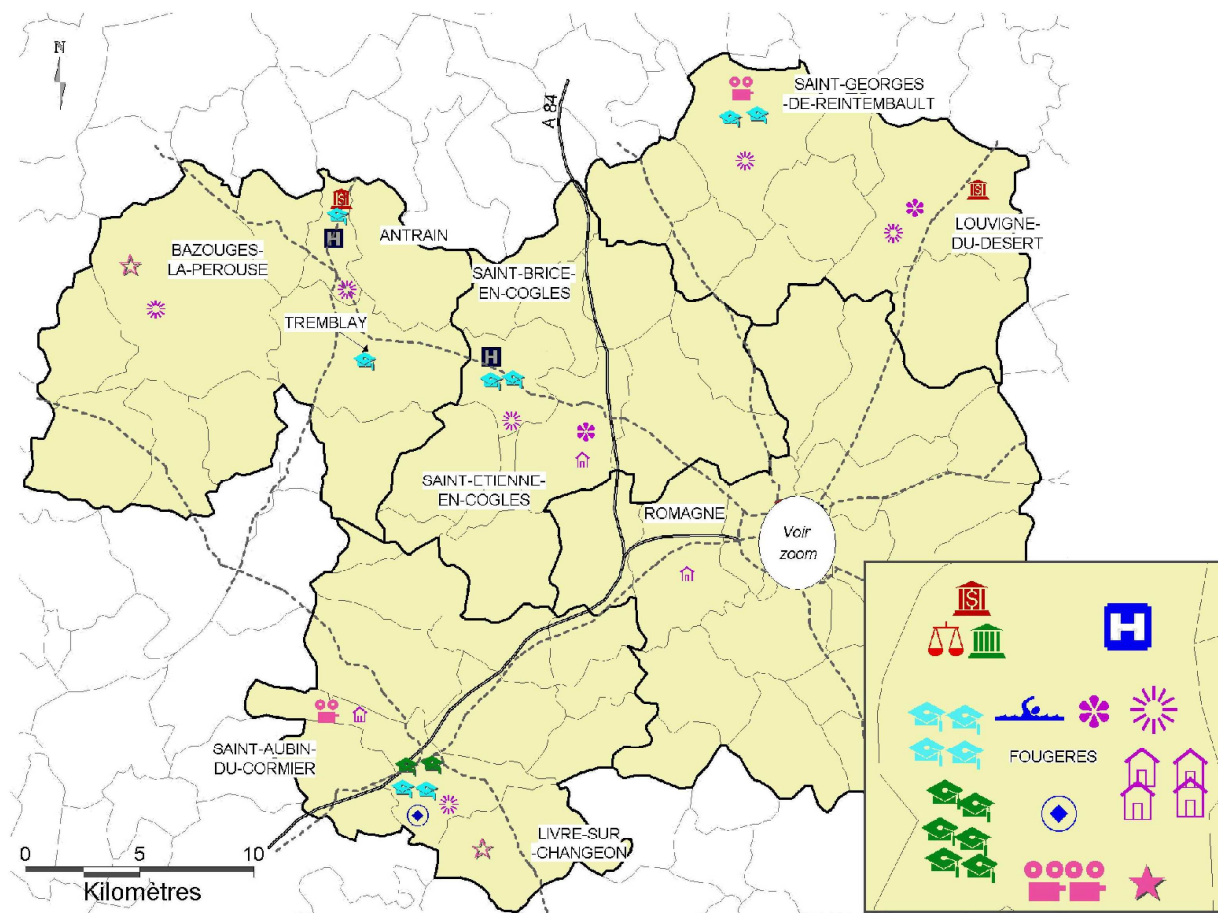 N
A 84
SAINT-GEORGES
-DE-REINTEMBAULT
LOUVIGNE-
DU-DESERT
ANTRAIN
BAZOUGES-
LA-PEROUSE
SAINT-BRICE-
EN-COGLES
TREMBLAY
SAINT-ETIENNE-
EN-COGLES
ROMAGNE
Voir
zoom
H
H
H
SAINT-AUBIN-
DU-CORMIER
FOUGERES
LIVRE-SUR
-CHANGEON
0 5 10
Kilomètres